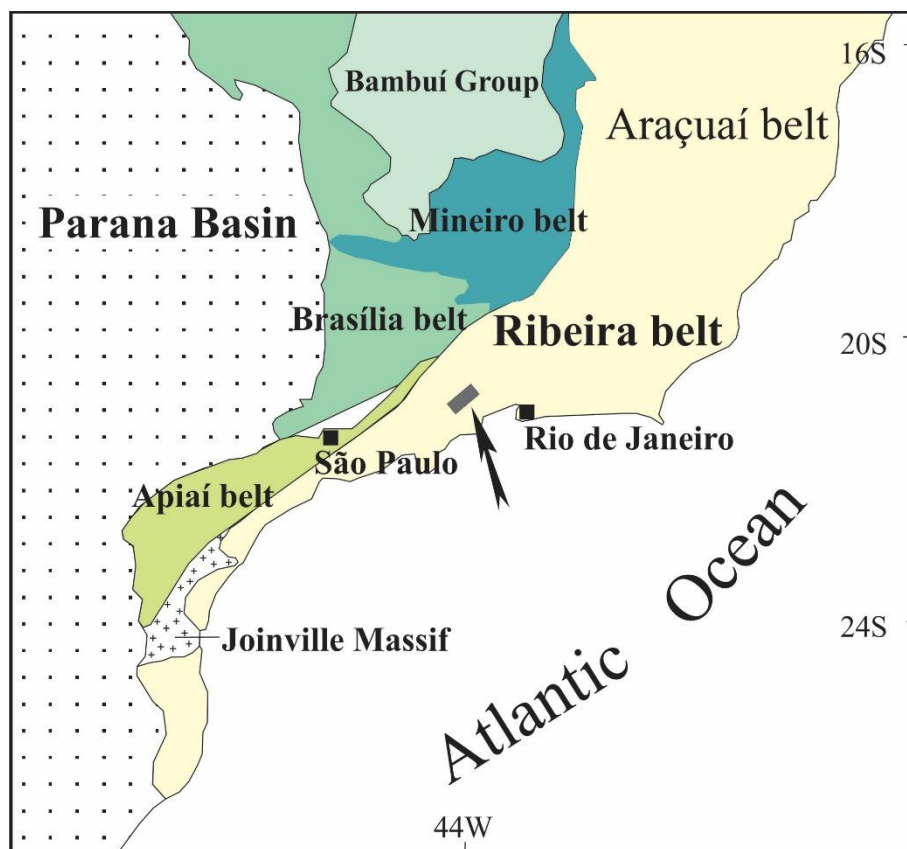 16S
Bambuí Group
Araçuaí belt
Parana Basin
Mineiro belt
Brasília belt
Ribeira belt
20S
Rio de Janeiro
São Paulo
Apiaí belt
Atlantic Ocean
24S
Joinville Massif
44W